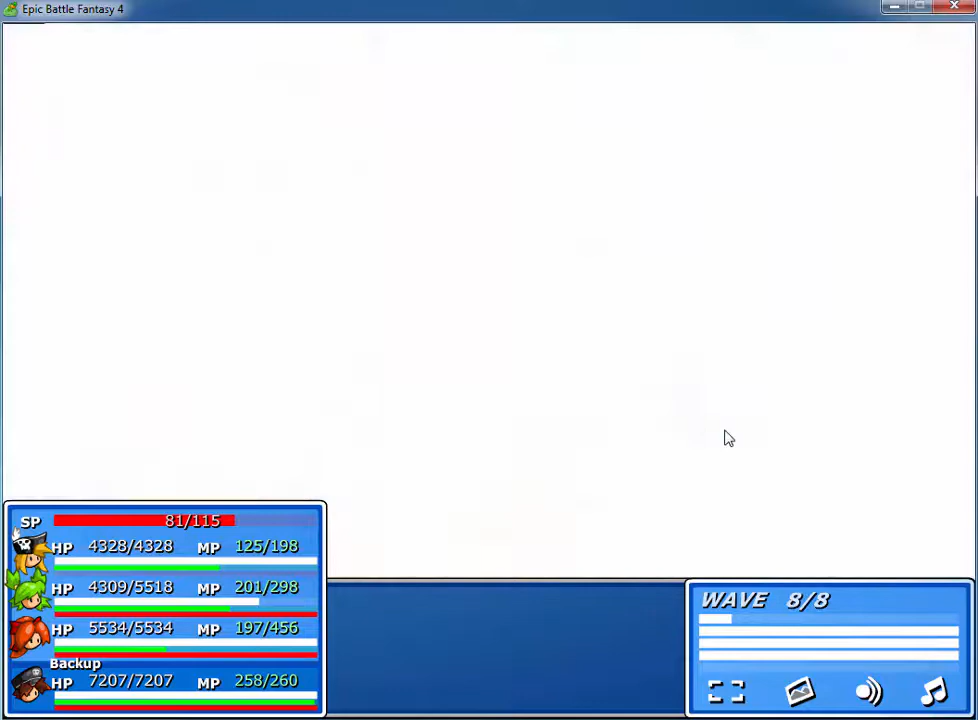 Epic Battle Fantasy 4
SP 81/115
HP 4328/4328 MP 125/198
HP 4309/5518 MP 201/298
HP 5534/5534 MP 197/456
Backup
HP 7207/7207 MP 258/260
WAVE 8/8